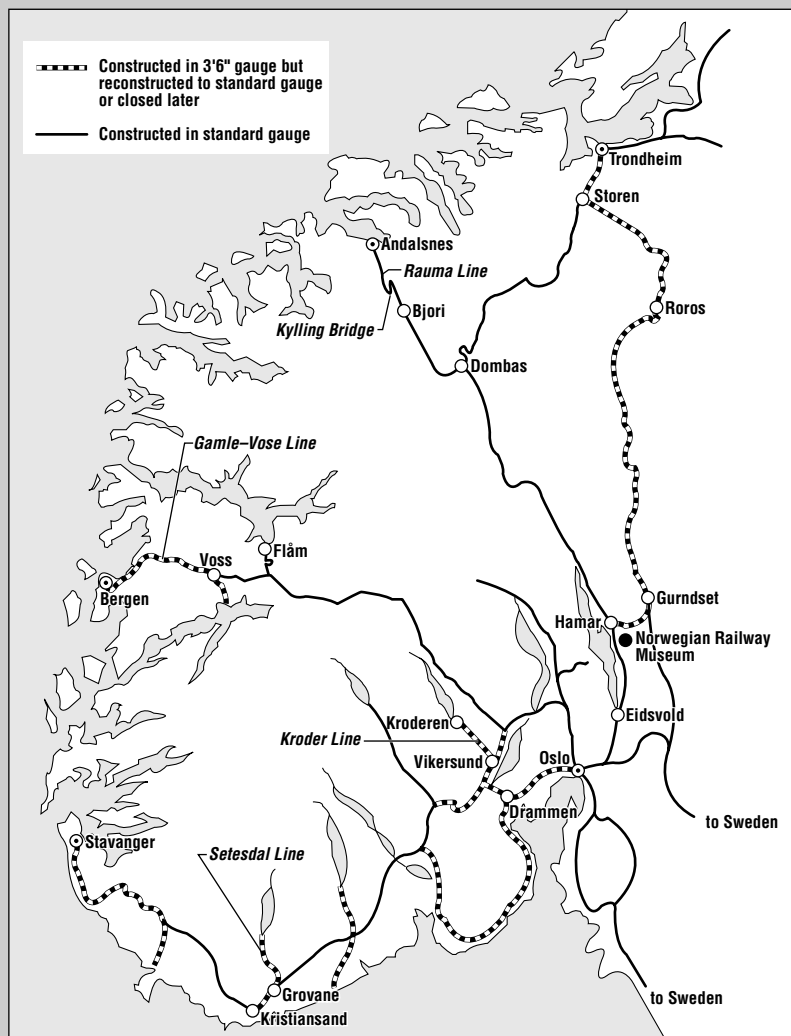 Constructed in 3'6" gauge but
reconstructed to standard gauge
or closed later
Constructed in standard gauge
Trondheim
Storen
Andalsnes
Rauma Line
Roros
Bjori
Kylling Bridge
Dombas
Gamle–Vose Line
Flåm
Voss
Bergen
Gurndset
Hamar
Norwegian Railway
Museum
Kroderen
Eidsvold
Kroder Line
Vikersund
Oslo
Drammen
to Sweden
Stavanger
Setesdal Line
Grovane
to Sweden
Kristiansand